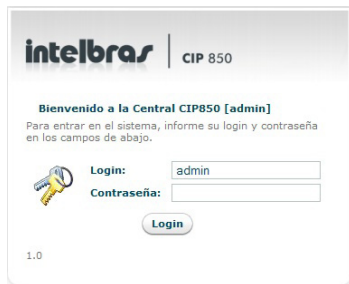 intelbras CIP 850
Bienvenido a la Central CIP850 [admin]
Para entrar en el sistema, informe su login y contraseña
en los campos de abajo.
Login: admin
Contraseña:
Login
1.0